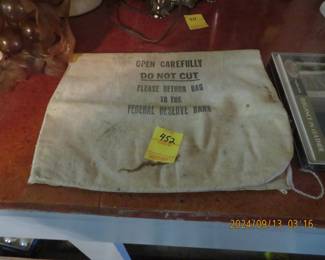 OPEN CAREFULLY
DO NOT CUT
PLEASE RETURN BAG
TO THE
FEDERAL RESERVE BANK
452
2024/09/13 03:16